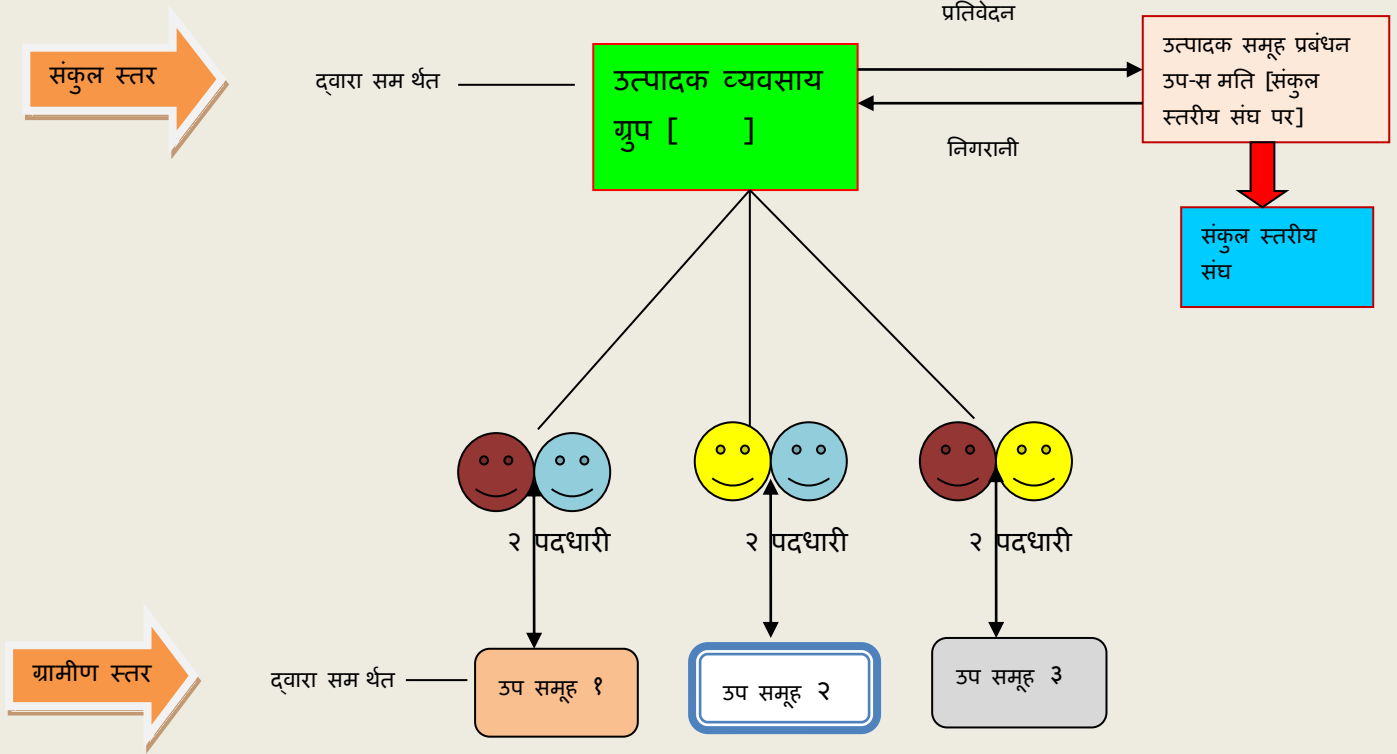 प्रतिवेदन
संकुल स्तर
द्वारा सम र्थत
उत्पादक व्यवसाय
ग्रुप [ ]
उत्पादक समूह प्रबंधन
उप-स मति [संकुल
स्तरीय संघ पर]
निगरानी
संकुल स्तरीय
संघ
२ पदधारी
२ पदधारी
२ पदधारी
ग्रामीण स्तर
द्वारा सम र्थत
उप समूह १
उप समूह २
उप समूह ३